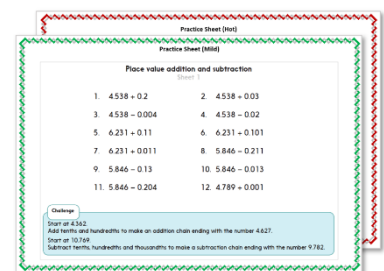 Practice Sheet (Hot)
Practice Sheet (Mild)
Place value addition and subtraction
Sheet 1
1. 4.538 + 0.2 2. 4.538 + 0.03
3. 4.538 − 0.004 4. 4.538 − 0.02
5. 6.231 + 0.11 6. 6.231 + 0.101
7. 6.231 + 0.011 8. 5.846 − 0.211
9. 5.846 − 0.13 10. 5.846 − 0.013
11. 5.846 − 0.204 12. 4.789 + 0.001
Challenge
Start at 4.362.
Add tenths and hundredths to make an addition chain ending with the number 4.627.
Start at 10.769.
Subtract tenths, hundredths and thousandths to make a subtraction chain ending with the number 9.782.